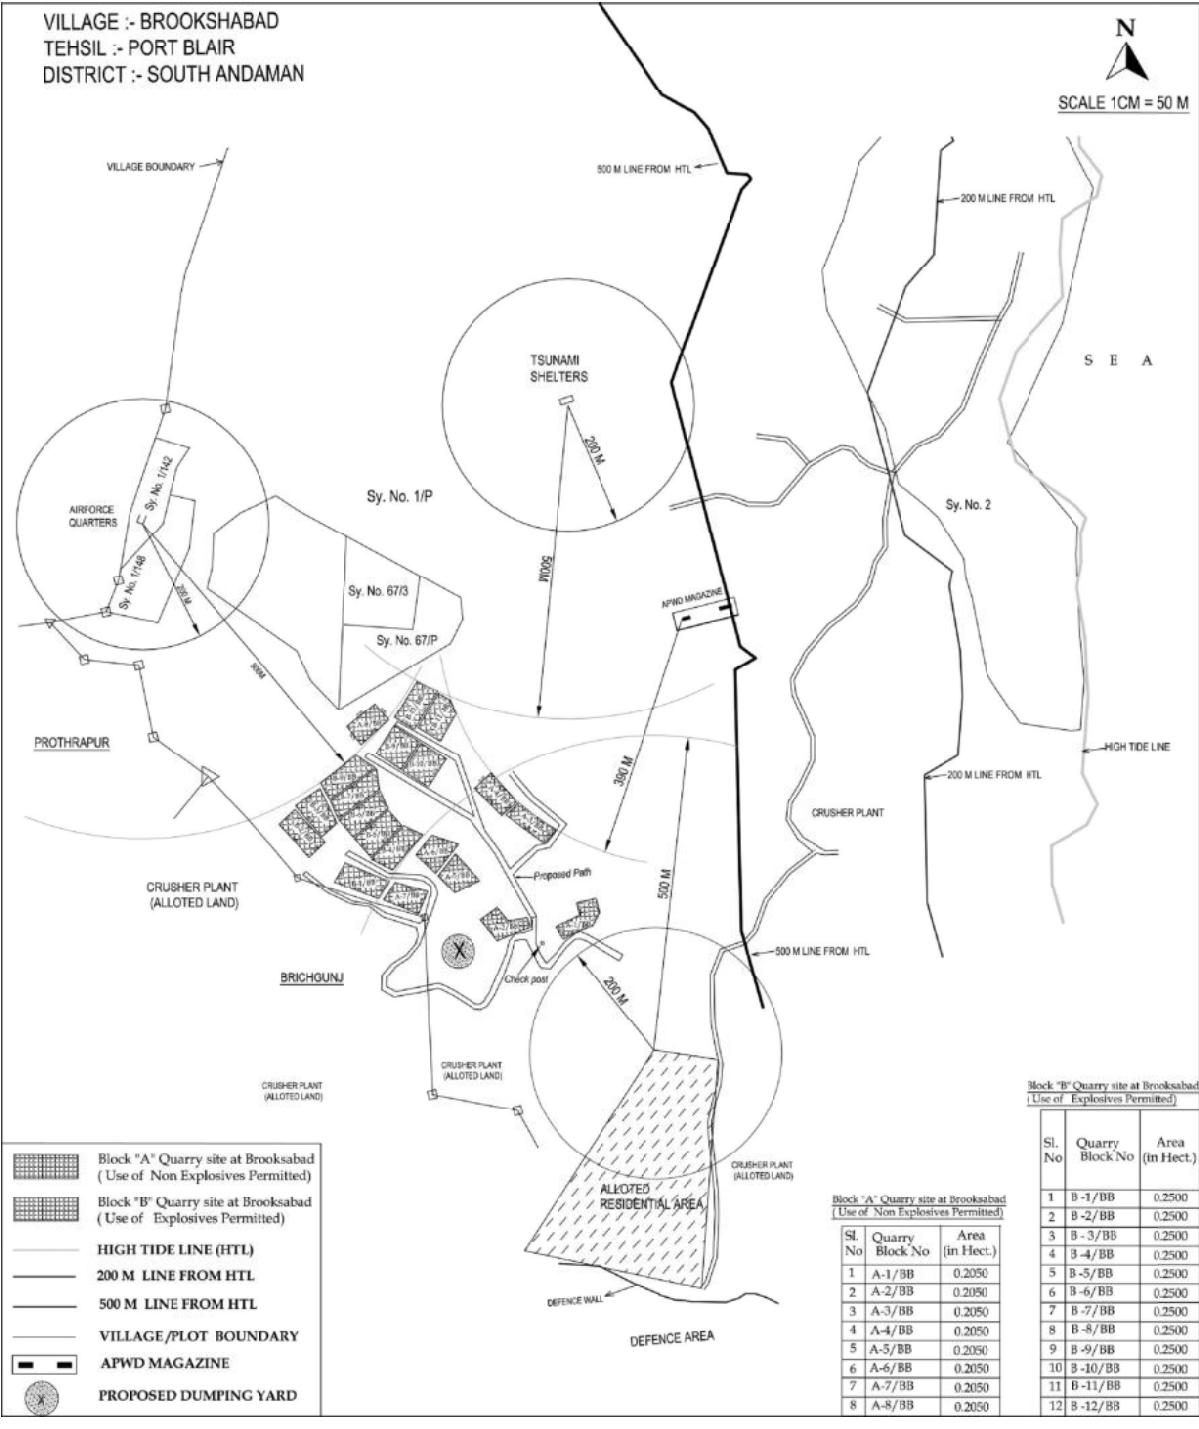 VILLAGE :- BROOKSHABAD
TEHSIL :- PORT BLAIR
DISTRICT :- SOUTH ANDAMAN
N
SCALE 1CM = 50 M
VILLAGE BOUNDARY
500 M LINE FROM HTL
200 M LINE FROM HTL
S E A
TSUNAMI
SHELTERS
200 M
Sy. No. 1/142
Sy. No. 1/P
AIRFORCE
QUARTERS
Sy. No. 2
500M
Sy. No. 1/148
200 M
Sy. No. 67/3
APWD MAGAZINE
Sy. No. 67/P
500M
PROTHRAPUR
HIGH TIDE LINE
390 M
200 M LINE FROM HTL
CRUSHER PLANT
Proposed Path
500 M
CRUSHER PLANT
(ALLOTED LAND)
A-7/BB
A-2/BB
A-1/BB
500 M LINE FROM HTL
X
BRICHGUNJ
Check post
200 M
CRUSHER PLANT
(ALLOTED LAND)
CRUSHER PLANT
(ALLOTED LAND)
CRUSHER PLANT
(ALLOTED LAND)
ALLOTED
RESIDENTIAL AREA
DEFENCE WALL
DEFENCE AREA
Block "A" Quarry site at Brooksabad
( Use of Non Explosives Permitted)
Block "B" Quarry site at Brooksabad
( Use of Explosives Permitted)
HIGH TIDE LINE (HTL)
200 M LINE FROM HTL
500 M LINE FROM HTL
VILLAGE/PLOT BOUNDARY
APWD MAGAZINE
X PROPOSED DUMPING YARD
Block "A" Quarry site at Brooksabad
( Use of Non Explosives Permitted)
Sl. No Quarry Block No Area (in Hect.)
1 A-1/BB 0.2050
2 A-2/BB 0.2050
3 A-3/BB 0.2050
4 A-4/BB 0.2050
5 A-5/BB 0.2050
6 A-6/BB 0.2050
7 A-7/BB 0.2050
8 A-8/BB 0.2050
Block "B" Quarry site at Brooksabad
( Use of Explosives Permitted)
Sl. No Quarry Block No Area (in Hect.)
1 B -1/BB 0.2500
2 B -2/BB 0.2500
3 B - 3/BB 0.2500
4 B -4/BB 0.2500
5 B -5/BB 0.2500
6 B -6/BB 0.2500
7 B -7/BB 0.2500
8 B -8/BB 0.2500
9 B -9/BB 0.2500
10 B -10/BB 0.2500
11 B -11/BB 0.2500
12 B -12/BB 0.2500